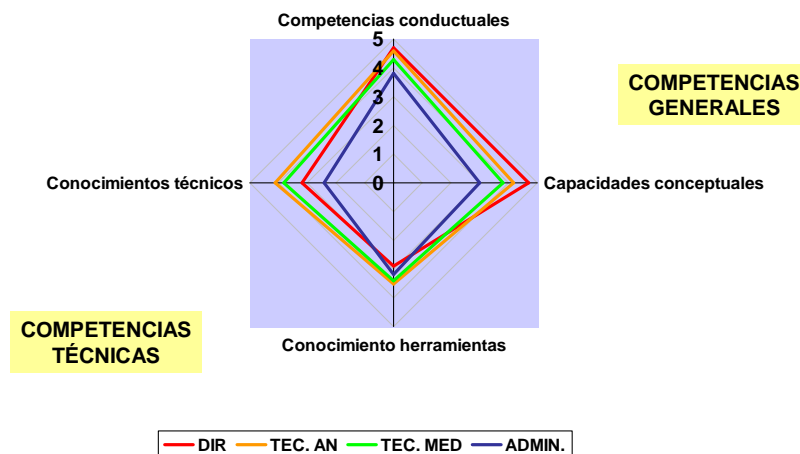 Competencias conductuales
5
4
3
2
1
0
COMPETENCIAS
GENERALES
Conocimientos técnicos
Capacidades conceptuales
COMPETENCIAS
TÉCNICAS
Conocimiento herramientas
DIR
TEC. AN
TEC. MED
ADMIN.